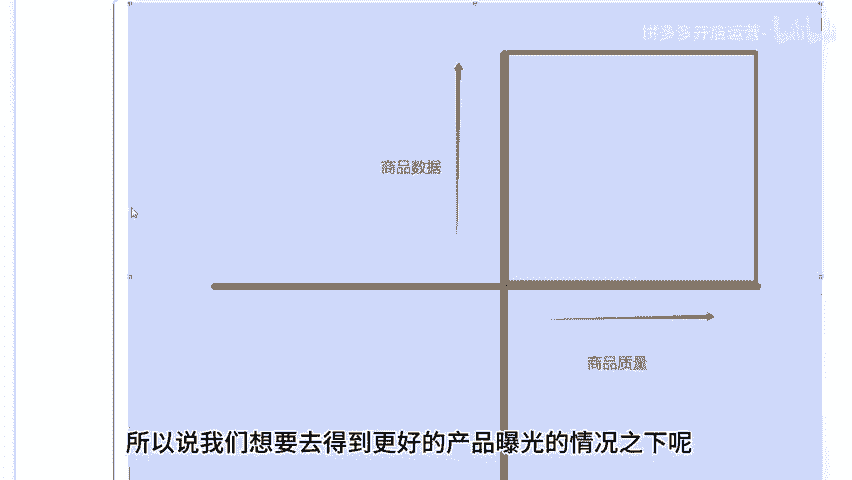 拼多多开店运营-
商品数据
商品质量
所以说我们想要去得到更好的产品曝光的情况之下呢